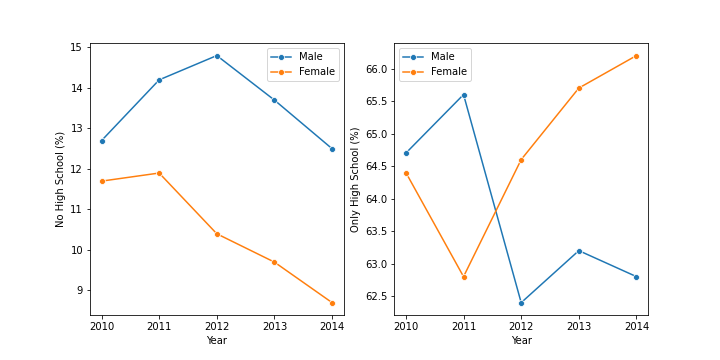 No High School (%)
15
14
13
12
11
10
9
2010 2011 2012 2013 2014
Year
Male
Female
Only High School (%)
66.0
65.5
65.0
64.5
64.0
63.5
63.0
62.5
2010 2011 2012 2013 2014
Year
Male
Female